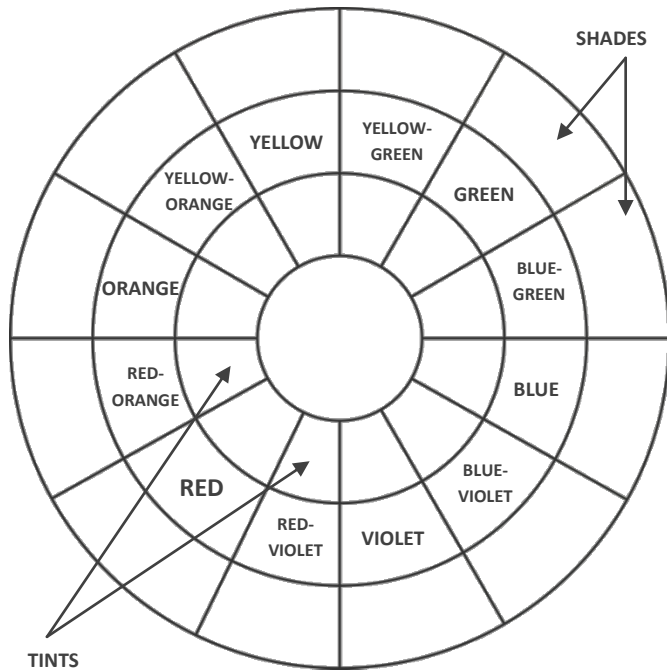 SHADES
YELLOW
YELLOW-
GREEN
YELLOW-
ORANGE
GREEN
ORANGE
BLUE-
GREEN
RED-
ORANGE
BLUE
RED
BLUE-
VIOLET
RED-
VIOLET
VIOLET
TINTS